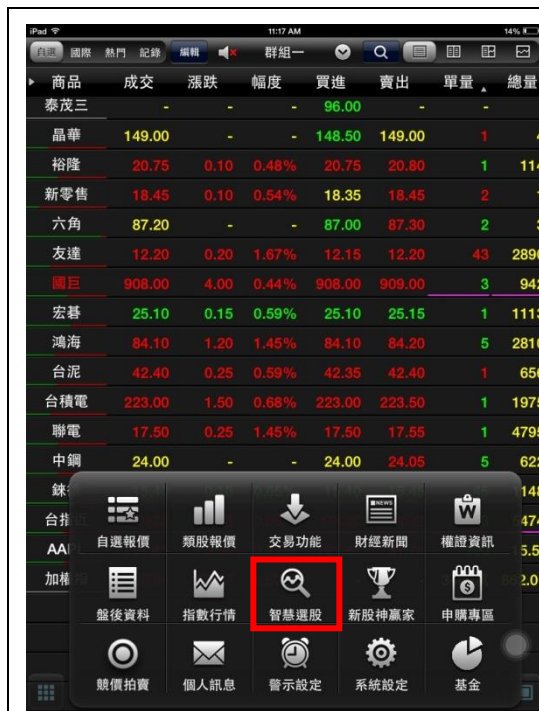 iPad 11:17 AM 14%
自選 國際 熱門 記錄 編輯 群組一
商品 成交 漲跌 幅度 買進 賣出 單量 總量
泰茂三 - - - 96.00 - -
晶華 149.00 - - 148.50 149.00 1
裕隆 20.75 0.10 0.48% 20.75 20.80 1 114
新零售 18.45 0.10 0.54% 18.35 18.45 2
六角 87.20 - - 87.00 87.30 2
友達 12.20 0.20 1.67% 12.15 12.20 43 2890
國巨 908.00 4.00 0.44% 908.00 909.00 3 942
宏碁 25.10 0.15 0.59% 25.10 25.15 1 1113
鴻海 84.10 1.20 1.45% 84.10 84.20 5 2810
台泥 42.40 0.25 0.59% 42.35 42.40 1 656
台積電 223.00 1.50 0.68% 223.00 223.50 1 1975
聯電 17.50 0.25 1.45% 17.50 17.55 1 4795
中鋼 24.00 - - 24.00 24.05 5 622
NEWS W
自選報價 類股報價 交易功能 財經新聞 權證資訊
盤後資料 指數行情 智慧選股 新股神贏家 申購專區
競價拍賣 個人訊息 警示設定 系統設定 基金